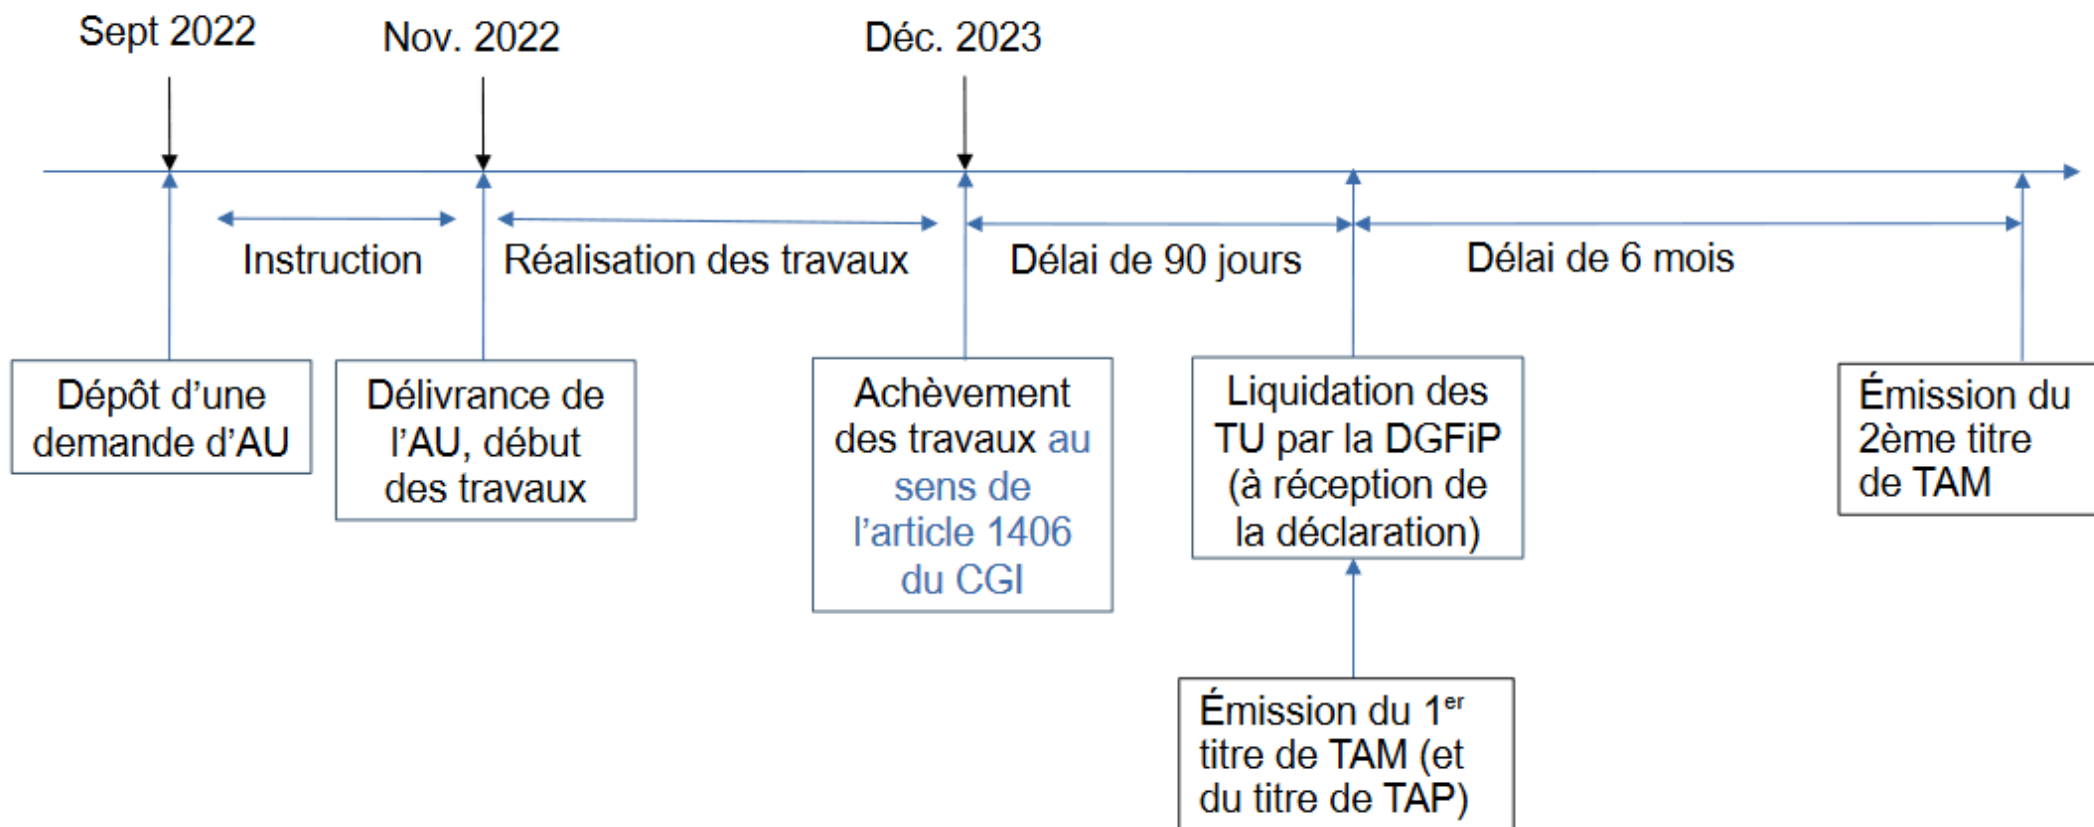 Sept 2022
Nov. 2022
Déc. 2023
Instruction
Réalisation des travaux
Délai de 90 jours
Délai de 6 mois
Dépôt d’une
demande d’AU
Délivrance de
l’AU, début
des travaux
Achèvement
des travaux au
sens de
l’article 1406
du CGI
Liquidation des
TU par la DGFiP
(à réception de
la déclaration)
Émission du
2ème titre
de TAM
Émission du 1er
titre de TAM (et
du titre de TAP)